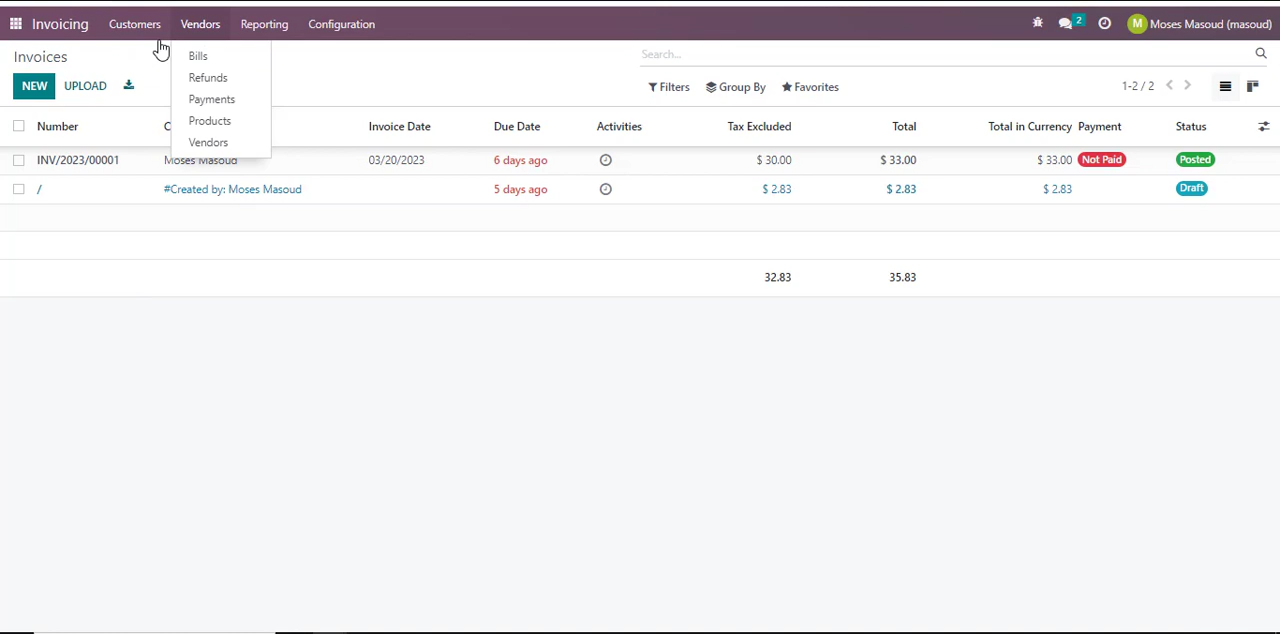 Invoicing Customers Vendors Reporting Configuration 2 M Moses Masoud (masoud)
Invoices Bills Search...
NEW UPLOAD Refunds Filters Group By Favorites 1-2 / 2
Payments
Products
Vendors
Number C Invoice Date Due Date Activities Tax Excluded Total Total in Currency Payment Status
INV/2023/00001 Moses Masoud 03/20/2023 6 days ago $ 30.00 $ 33.00 $ 33.00 Not Paid Posted
/ #Created by: Moses Masoud 5 days ago $ 2.83 $ 2.83 $ 2.83 Draft
32.83 35.83